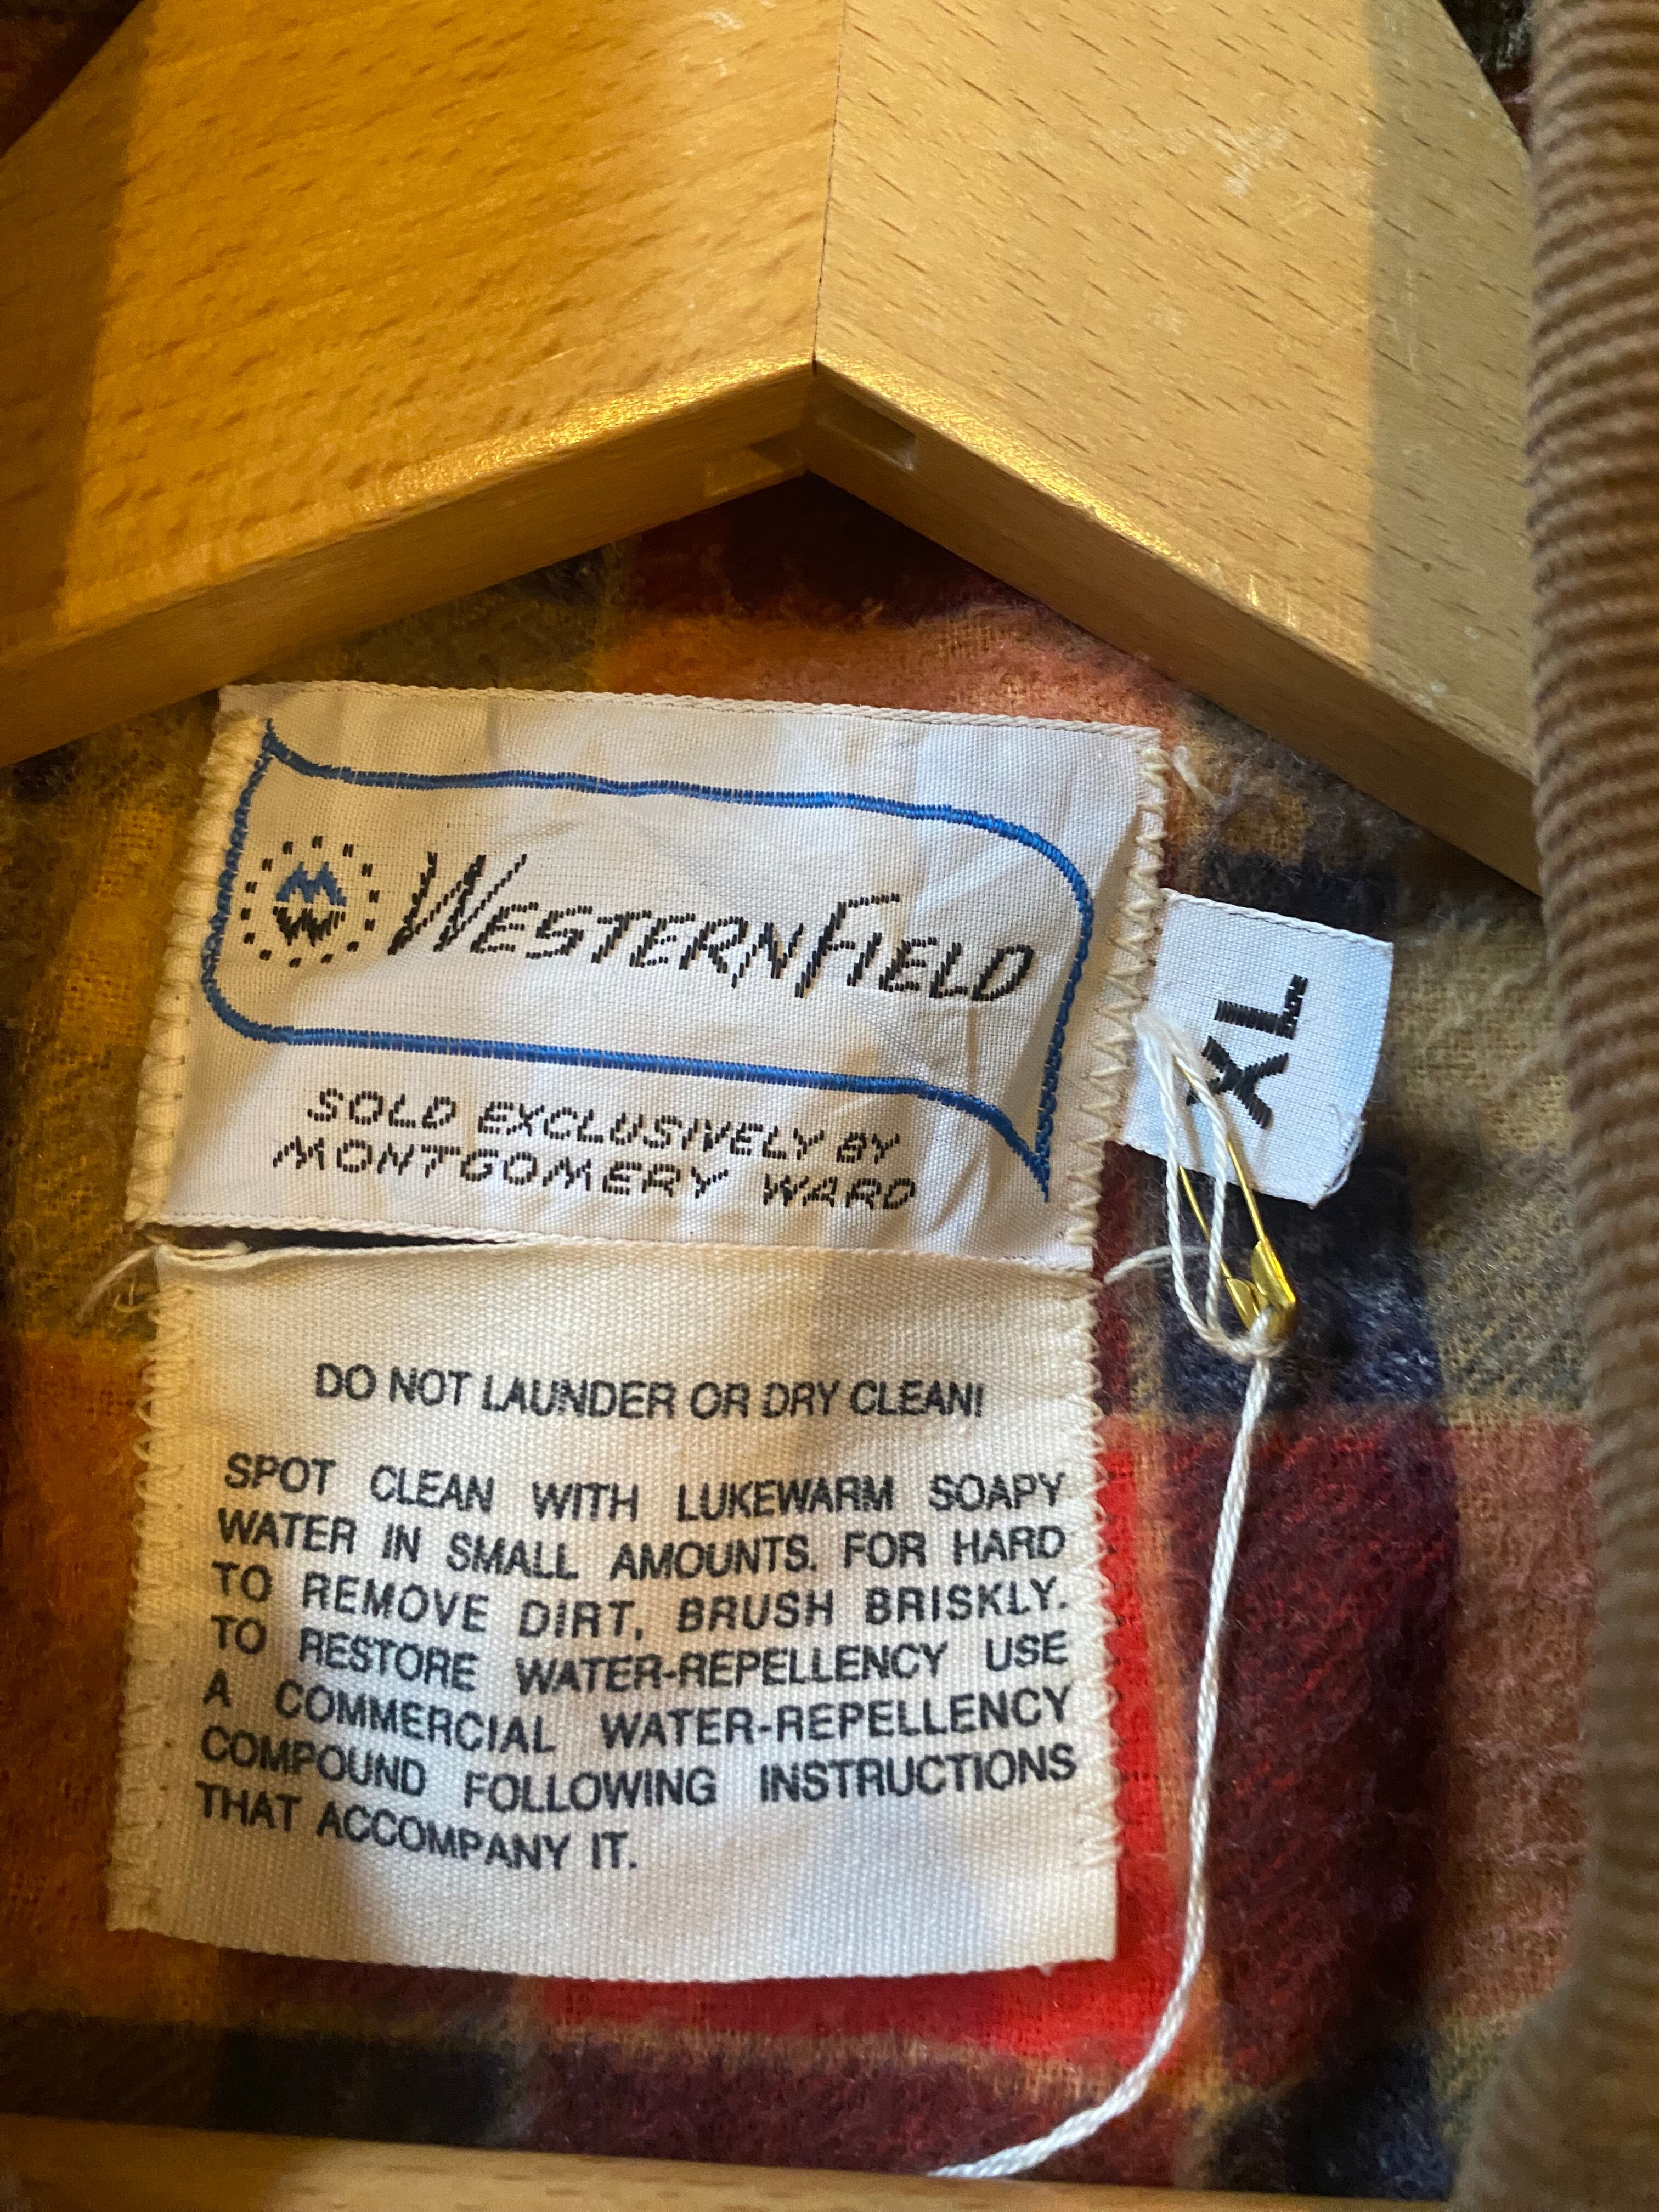 MW WESTERNFIELD
SOLD EXCLUSIVELY BY
MONTGOMERY WARD
XL
DO NOT LAUNDER OR DRY CLEAN!
SPOT CLEAN WITH LUKEWARM SOAPY
WATER IN SMALL AMOUNTS. FOR HARD
TO REMOVE DIRT, BRUSH BRISKLY.
TO RESTORE WATER-REPELLENCY USE
A COMMERCIAL WATER-REPELLENCY
COMPOUND FOLLOWING INSTRUCTIONS
THAT ACCOMPANY IT.